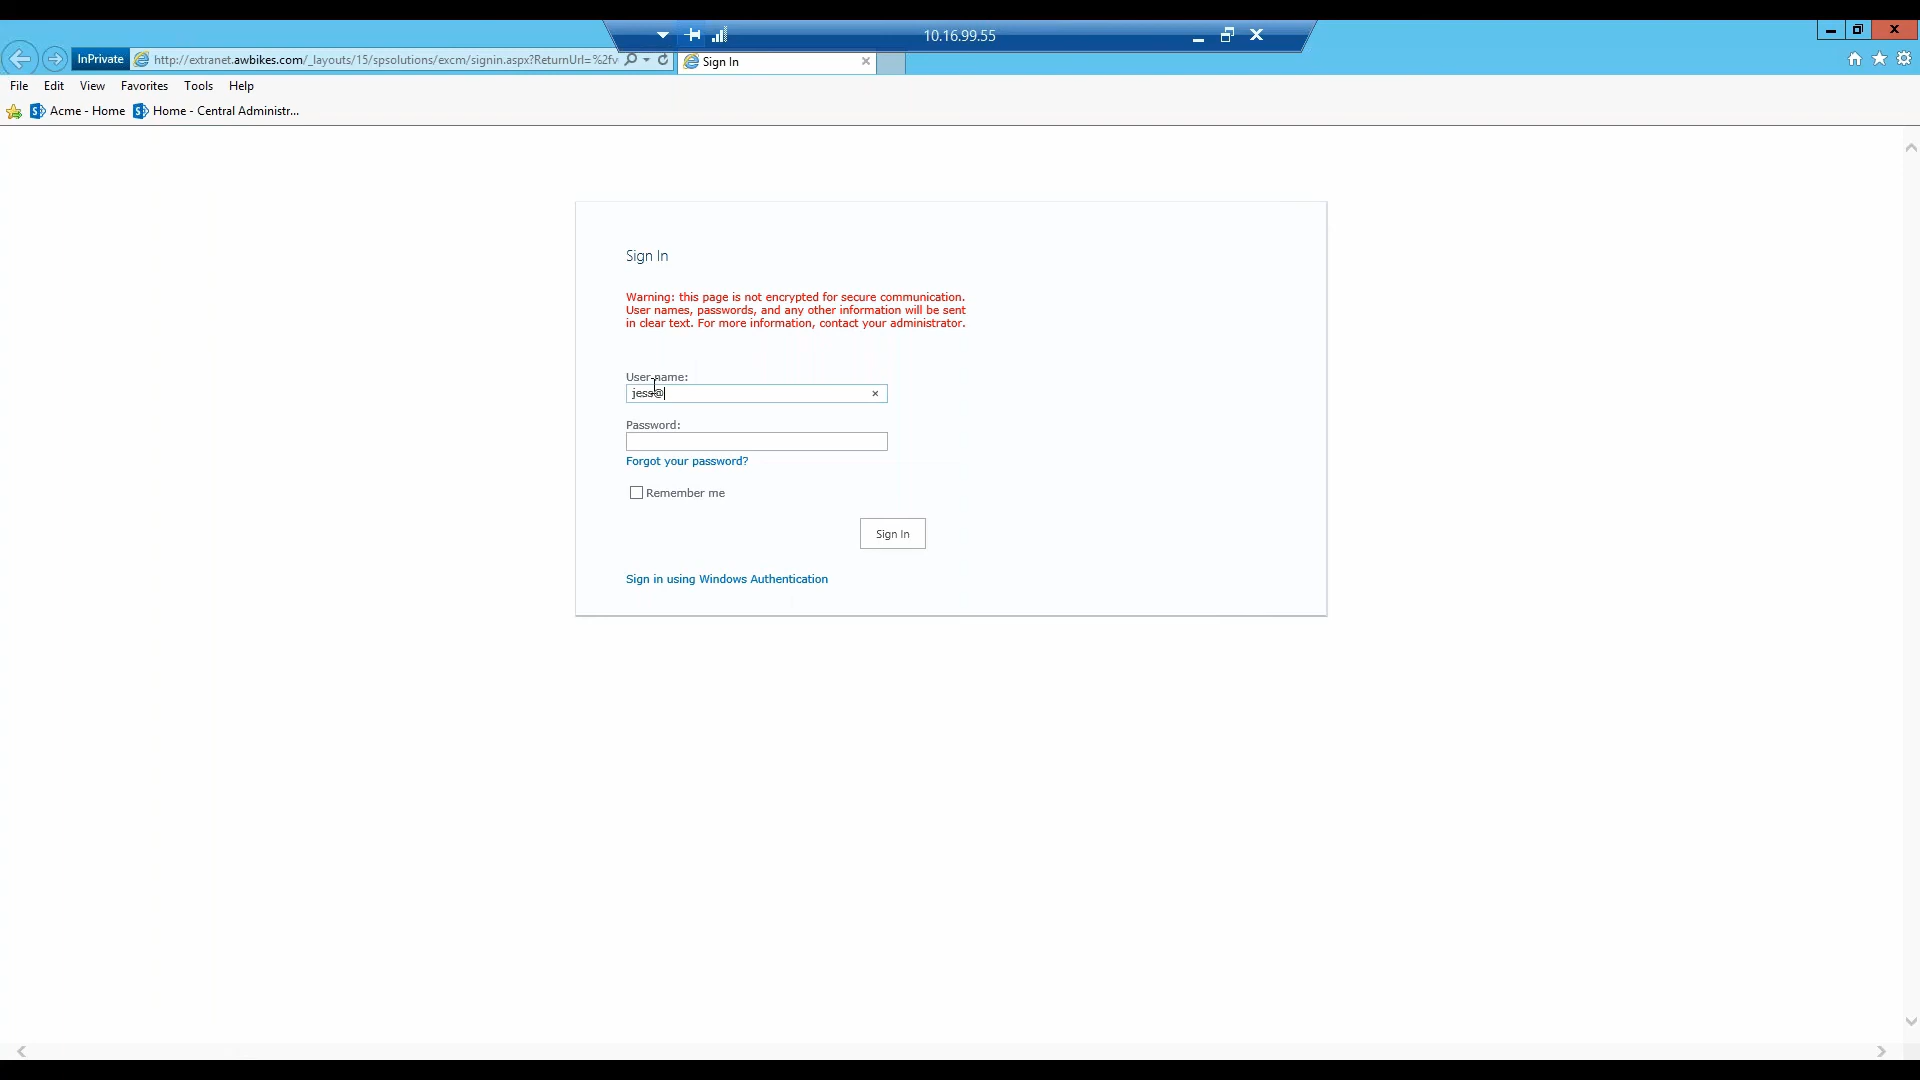 10.16.99.55
InPrivate
http://extranet.awbikes.com/_layouts/15/spsolutions/excm/signin.aspx?ReturnUrl=%2fv
Sign In
File Edit View Favorites Tools Help
Acme - Home Home - Central Administr...
Sign In
Warning: this page is not encrypted for secure communication.
User names, passwords, and any other information will be sent
in clear text. For more information, contact your administrator.
User name:
jess@
Password:
Forgot your password?
Remember me
Sign In
Sign in using Windows Authentication